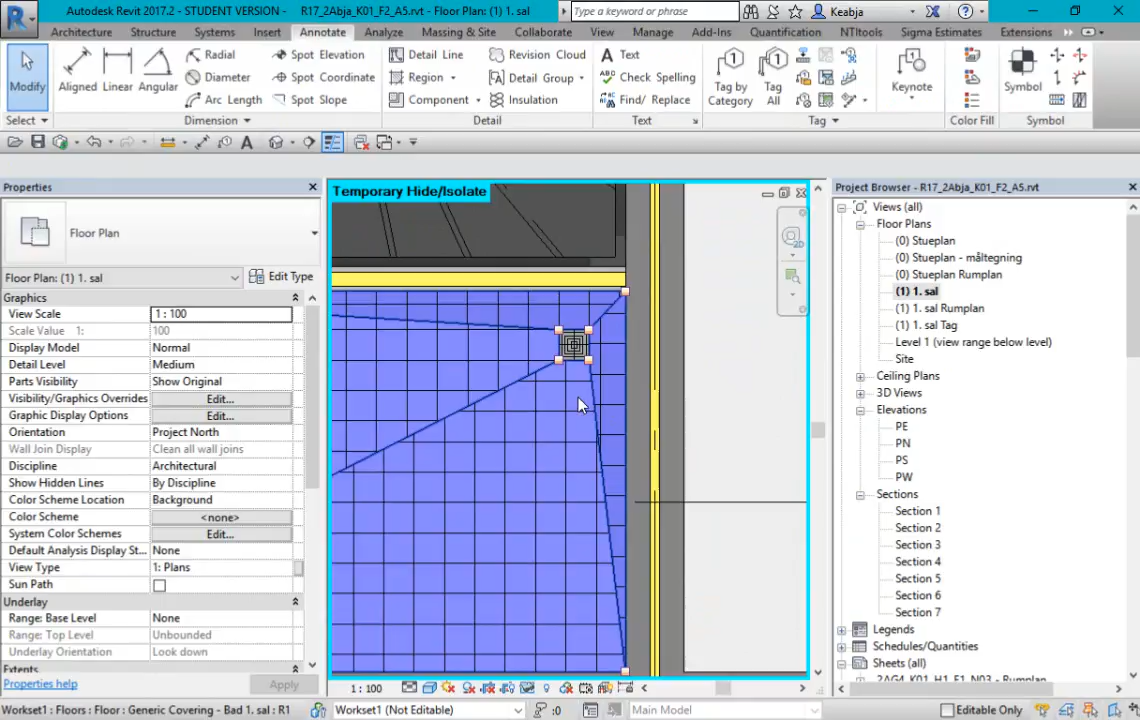 Autodesk Revit 2017.2 - STUDENT VERSION - R17_2Abja_K01_F2_A5.rvt - Floor Plan: (1) 1. sal
Type a keyword or phrase
Keabja
Architecture Structure Systems Insert Annotate Analyze Massing & Site Collaborate View Manage Add-Ins Quantification NTItools Sigma Estimates Extensions
Modify
Select
Aligned Linear Angular
Radial
Diameter
Arc Length
Spot Elevation
Spot Coordinate
Spot Slope
Dimension
Detail Line
Region
Component
Revision Cloud
Detail Group
Insulation
Detail
Text
Check Spelling
Find/ Replace
Text
Tag by Category
Tag All
Tag
Keynote
Color Fill
Symbol
Symbol
Properties
Floor Plan
Floor Plan: (1) 1. sal
Edit Type
Graphics
View Scale 1 : 100
Scale Value 1: 100
Display Model Normal
Detail Level Medium
Parts Visibility Show Original
Visibility/Graphics Overrides Edit...
Graphic Display Options Edit...
Orientation Project North
Wall Join Display Clean all wall joins
Discipline Architectural
Show Hidden Lines By Discipline
Color Scheme Location Background
Color Scheme <none>
System Color Schemes Edit...
Default Analysis Display St... None
View Type 1: Plans
Sun Path
Underlay
Range: Base Level None
Range: Top Level Unbounded
Underlay Orientation Look down
Extents
Properties help
Apply
Temporary Hide/Isolate
2D
1 : 100
Project Browser - R17_2Abja_K01_F2_A5.rvt
Views (all)
Floor Plans
(0) Stueplan
(0) Stueplan - måltegning
(0) Stueplan Rumplan
(1) 1. sal
(1) 1. sal Rumplan
(1) 1. sal Tag
Level 1 (view range below level)
Site
Ceiling Plans
3D Views
Elevations
PE
PN
PS
PW
Sections
Section 1
Section 2
Section 3
Section 4
Section 5
Section 6
Section 7
Legends
Schedules/Quantities
Sheets (all)
2AG4_K01_H1_E1_N03 - Rumplan
Workset1 : Floors : Floor : Generic Covering - Bad 1. sal : R1
Workset1 (Not Editable)
:0
Main Model
Editable Only